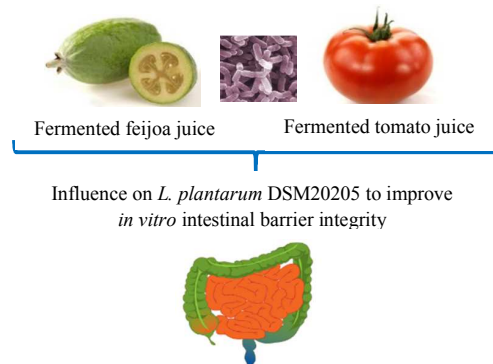 Fermented feijoa juice
Fermented tomato juice
Influence on L. plantarum DSM20205 to improve
in vitro intestinal barrier integrity